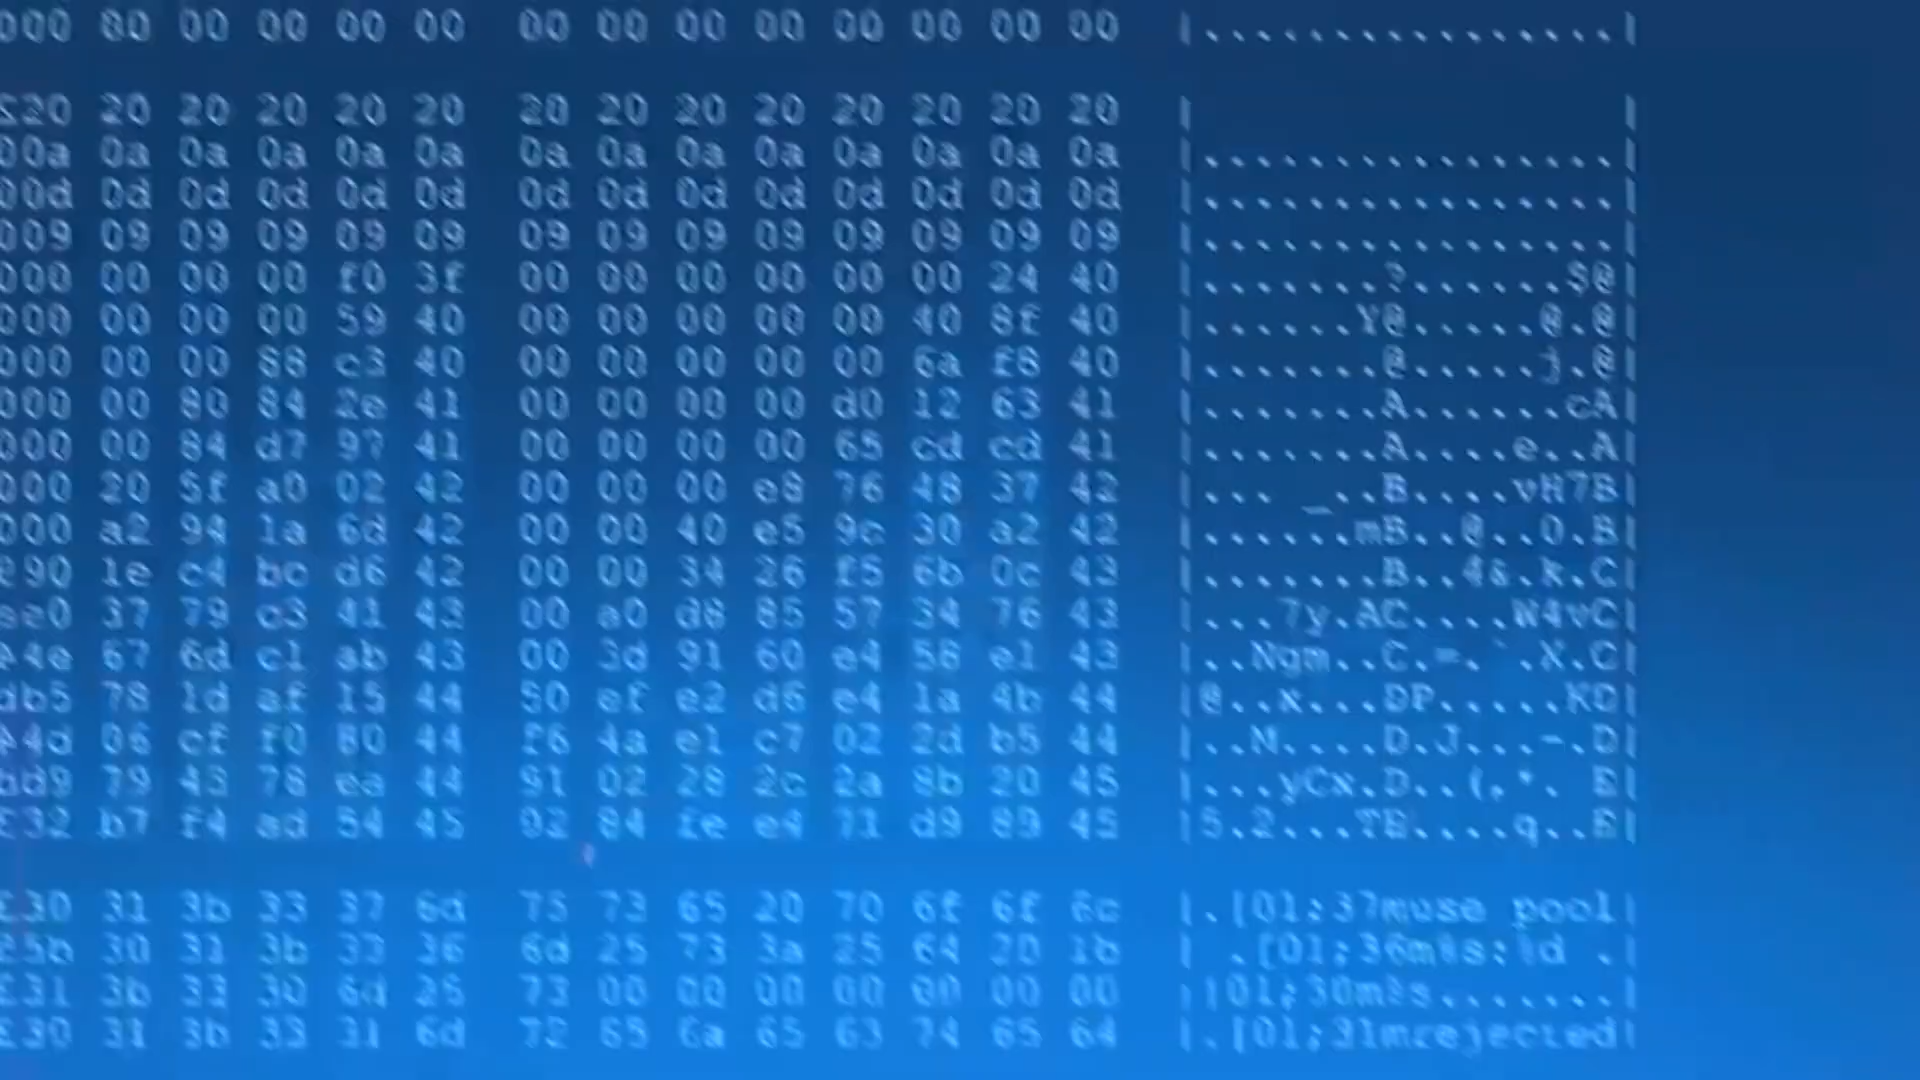 000 80 00 00 00 00 00 00 00 00 00 00 00 00 |................|
20 20 20 20 20 20 20 20 20 20 20 20 20 20 | |
00a 0a 0a 0a 0a 0a 0a 0a 0a 0a 0a 0a 0a 0a |................|
00d 0d 0d 0d 0d 0d 0d 0d 0d 0d 0d 0d 0d 0d |................|
009 09 09 09 09 09 09 09 09 09 09 09 09 09 |................|
000 00 00 00 f0 3f 00 00 00 00 00 00 24 40 |.......?......$@|
000 00 00 00 59 40 00 00 00 00 00 40 8f 40 |......Y@.....@.@|
000 00 00 88 c3 40 00 00 00 00 00 6a f8 40 |.......@.....j.@|
000 00 80 84 2e 41 00 00 00 00 d0 12 63 41 |.......A......cA|
000 00 84 d7 97 41 00 00 00 00 65 cd cd 41 |.......A....e..A|
000 20 5f a0 02 42 00 00 00 e8 76 48 37 42 |... _..B....vH7B|
000 a2 94 1a 6d 42 00 00 40 e5 9c 30 a2 42 |......mB..@..0.B|
90 1e c4 bc d6 42 00 00 34 26 f5 6b 0c 43 |.......B..4&.k.C|
e0 37 79 c3 41 43 00 a0 d8 85 57 34 76 43 |...7y.AC....W4vC|
4e 67 6d c1 ab 43 00 3d 91 60 e4 58 e1 43 |..Ngm..C.=.`.X.C|
b5 78 1d af 15 44 50 ef e2 d6 e4 1a 4b 44 |@..x...DP.....KD|
4d 06 cf f0 80 44 f6 4a e1 c7 02 2d b5 44 |..M....D.J...-.D|
d9 79 43 78 ea 44 91 02 28 2c 2a 8b 20 45 |...yCx.D..(,*. E|
32 b7 f4 ad 54 45 02 84 fe e4 71 d9 89 45 |5.2...TE....q..E|
30 31 3b 33 37 6d 75 73 65 20 70 6f 6f 6c |.[01;37muse pool|
5b 30 31 3b 33 36 6d 25 73 3a 25 64 20 1b | .[01;36m%s:%d .|
31 3b 33 30 6d 25 73 00 00 00 00 00 00 00 |[01;30m%s.......|
30 31 3b 33 31 6d 72 65 6a 65 63 74 65 64 |.[01;31mrejected|